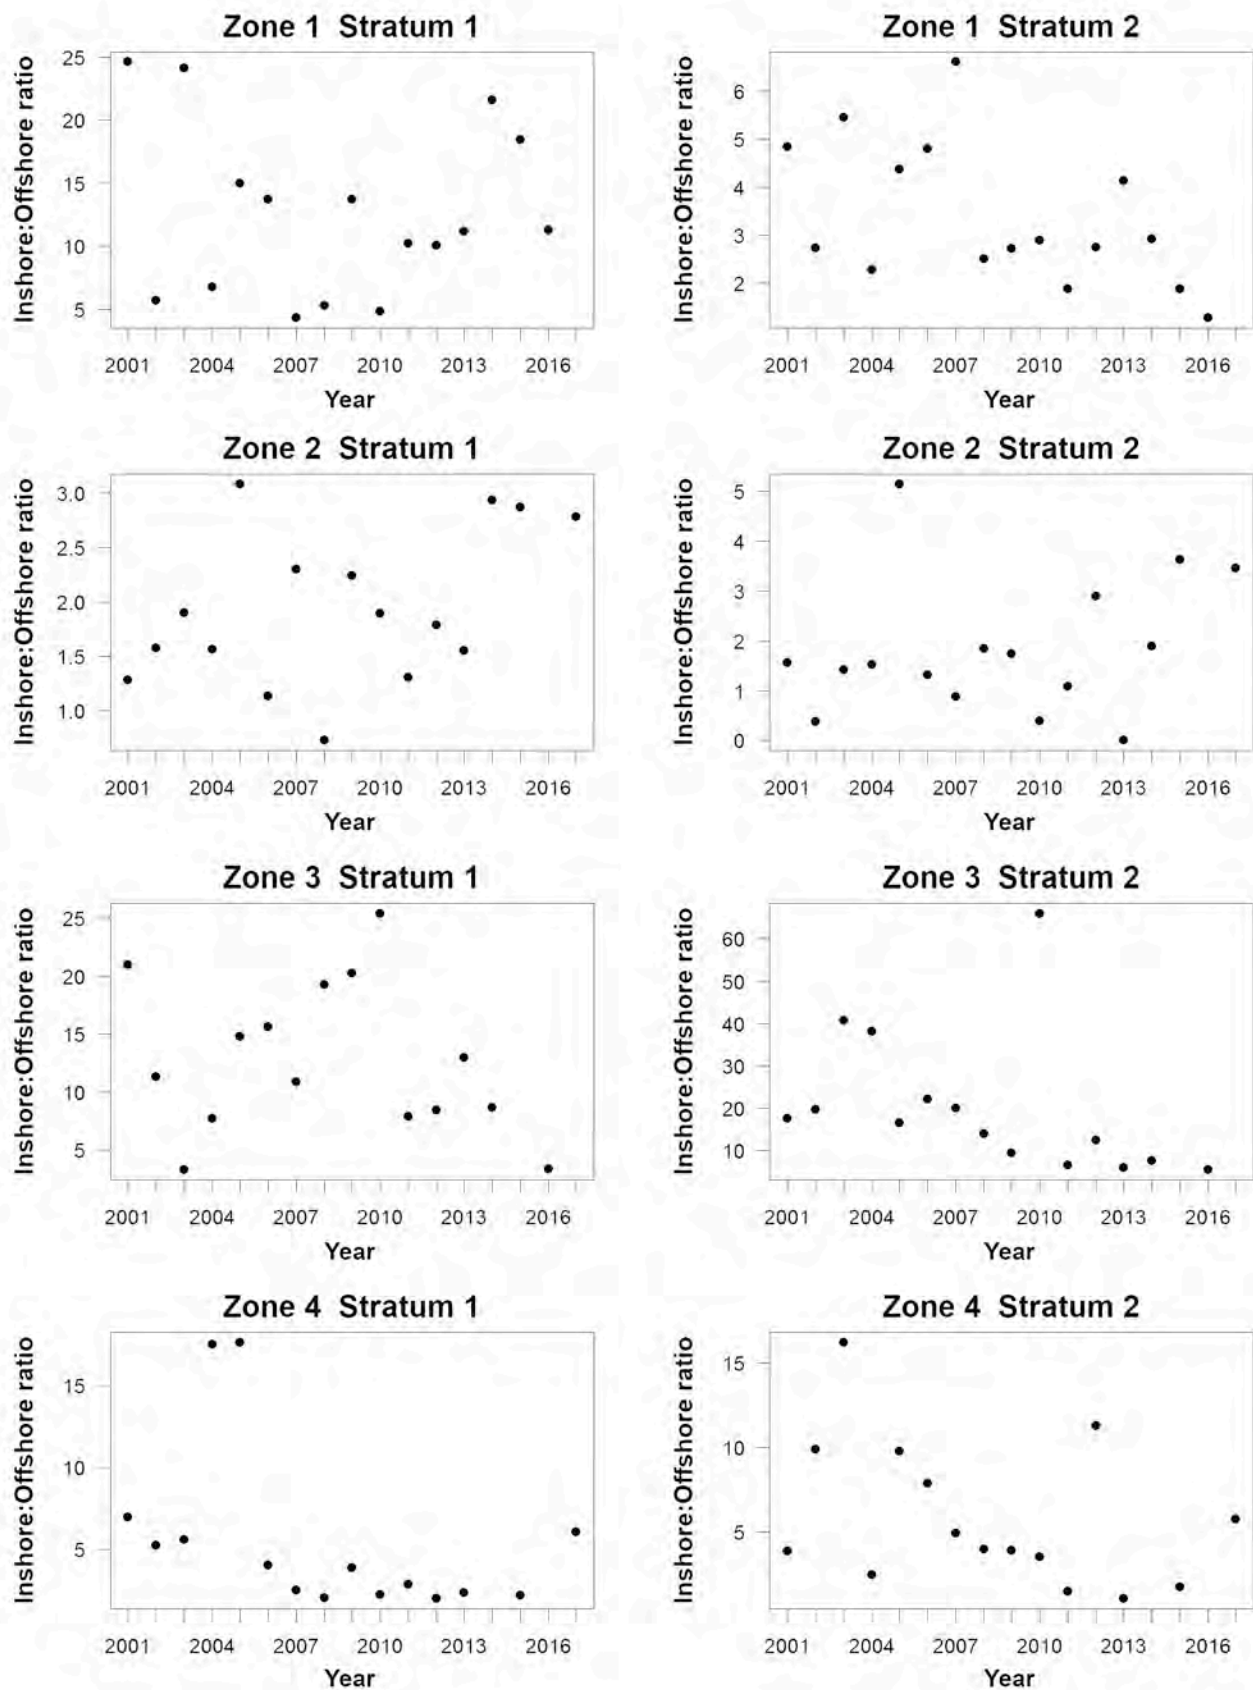 Zone 1 Stratum 1
Inshore:Offshore ratio
25
20
15
10
5
2001 2004 2007 2010 2013 2016
Year
Zone 1 Stratum 2
Inshore:Offshore ratio
6
5
4
3
2
2001 2004 2007 2010 2013 2016
Year
Zone 2 Stratum 1
Inshore:Offshore ratio
3.0
2.5
2.0
1.5
1.0
2001 2004 2007 2010 2013 2016
Year
Zone 2 Stratum 2
Inshore:Offshore ratio
5
4
3
2
1
0
2001 2004 2007 2010 2013 2016
Year
Zone 3 Stratum 1
Inshore:Offshore ratio
25
20
15
10
5
2001 2004 2007 2010 2013 2016
Year
Zone 3 Stratum 2
Inshore:Offshore ratio
60
50
40
30
20
10
2001 2004 2007 2010 2013 2016
Year
Zone 4 Stratum 1
Inshore:Offshore ratio
15
10
5
2001 2004 2007 2010 2013 2016
Year
Zone 4 Stratum 2
Inshore:Offshore ratio
15
10
5
2001 2004 2007 2010 2013 2016
Year